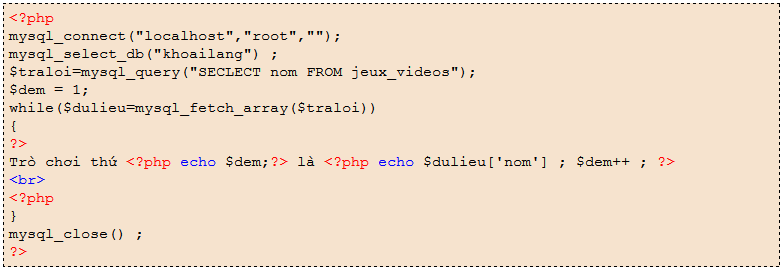 <?php
mysql_connect("localhost","root","");
mysql_select_db("khoailang") ;
$traloi=mysql_query("SECLECT nom FROM jeux_videos");
$dem = 1;
while($dulieu=mysql_fetch_array($traloi))
{
?>
Trò chơi thứ <?php echo $dem;?> là <?php echo $dulieu['nom'] ; $dem++ ; ?>
<br>
<?php
}
mysql_close() ;
?>